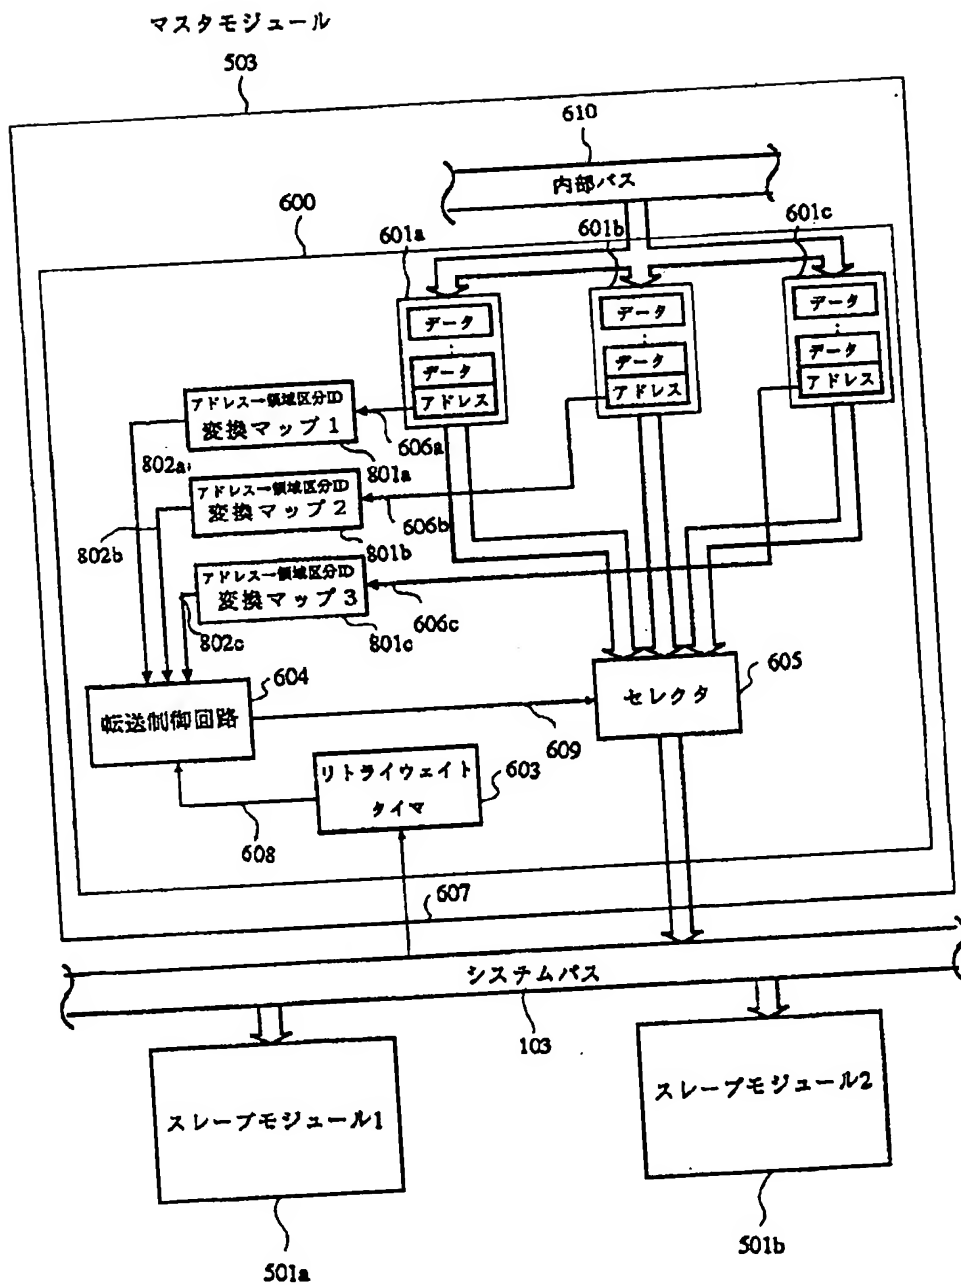 マスタモジュール
503
610
内部バス
600
601a
601b
601c
データ
⋮
データ
アドレス
データ
⋮
データ
アドレス
データ
⋮
データ
アドレス
アドレス→領域区分ID
変換マップ1
606a
802a
801a
アドレス→領域区分ID
変換マップ2
606b
802b
801b
アドレス→領域区分ID
変換マップ3
606c
802c
801c
604
転送制御回路
605
セレクタ
609
リトライウェイト
タイマ
603
608
607
システムバス
103
スレーブモジュール1
スレーブモジュール2
501a
501b